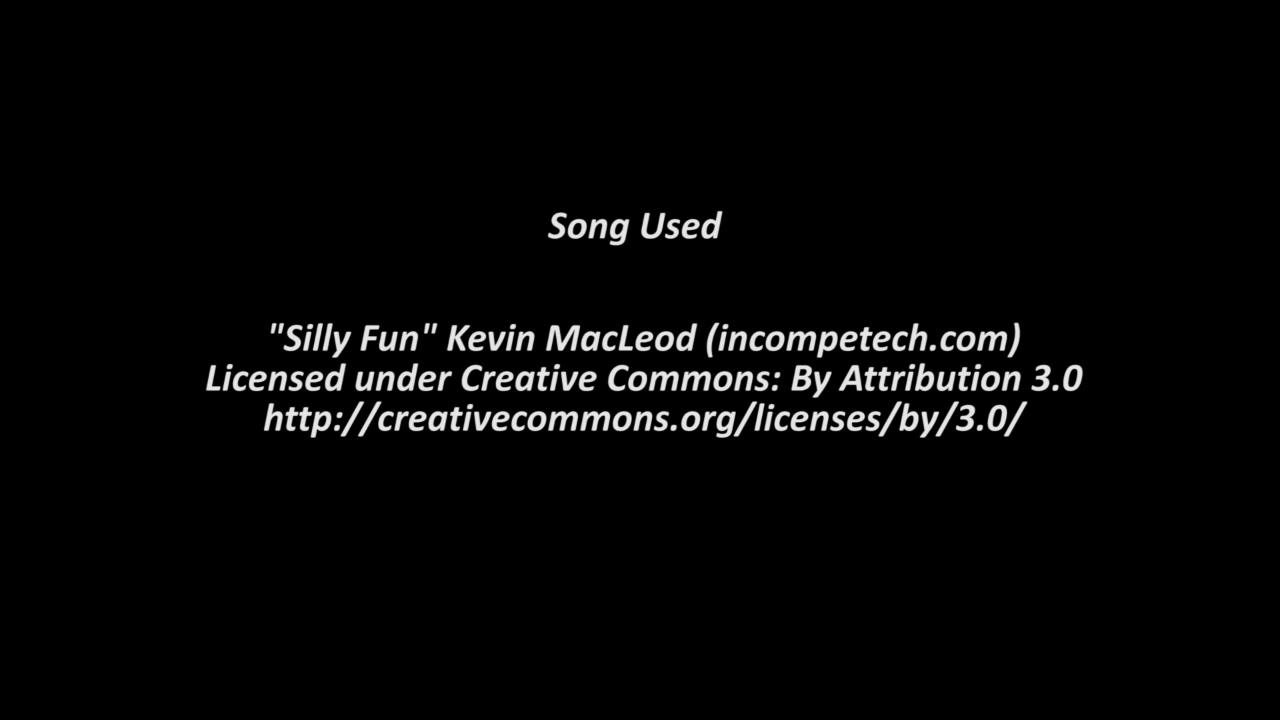 Song Used
"Silly Fun" Kevin MacLeod (incompetech.com)
Licensed under Creative Commons: By Attribution 3.0
http://creativecommons.org/licenses/by/3.0/